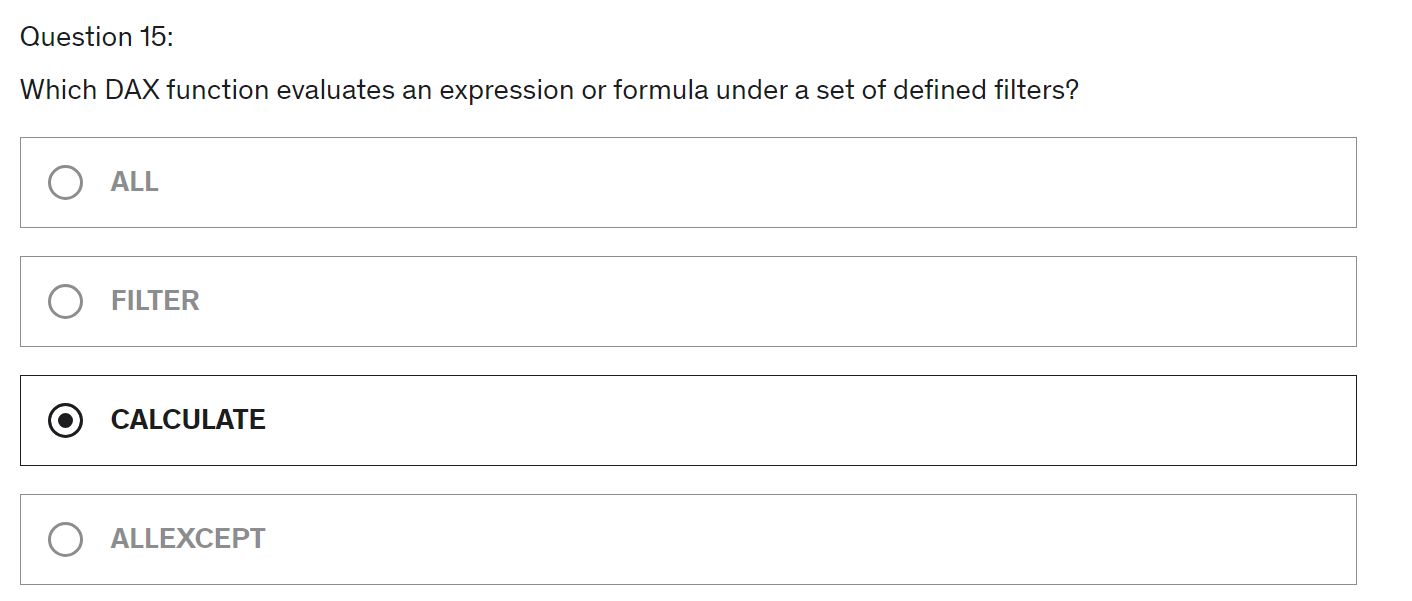 Question 15:
Which DAX function evaluates an expression or formula under a set of defined filters?
ALL
FILTER
CALCULATE
ALLEXCEPT